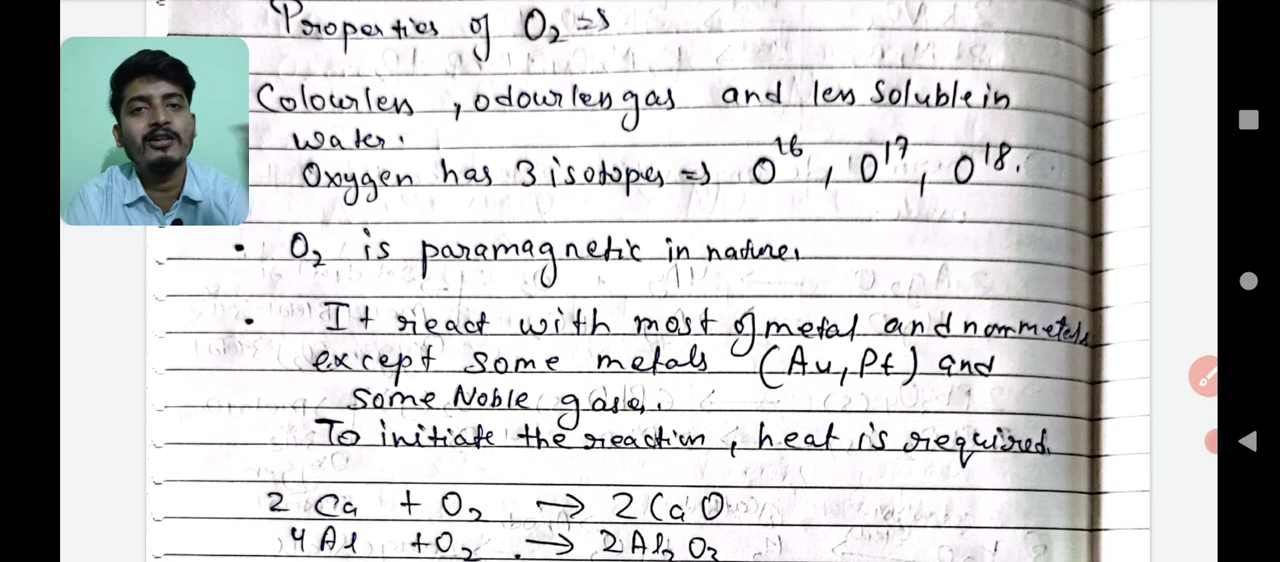 Properties of O₂ ⇒
Colourless, odourless gas and less soluble in
water.
Oxygen has 3 isotopes ⇒ O¹⁶, O¹⁷, O¹⁸.
• O₂ is paramagnetic in nature.
• It react with most of metal and nonmetals
except some metals (Au, Pt) and
some Noble gases.
To initiate the reaction, heat is required.
2 Ca + O₂ → 2 CaO
4 Al + O₂ → 2 Al₂O₃